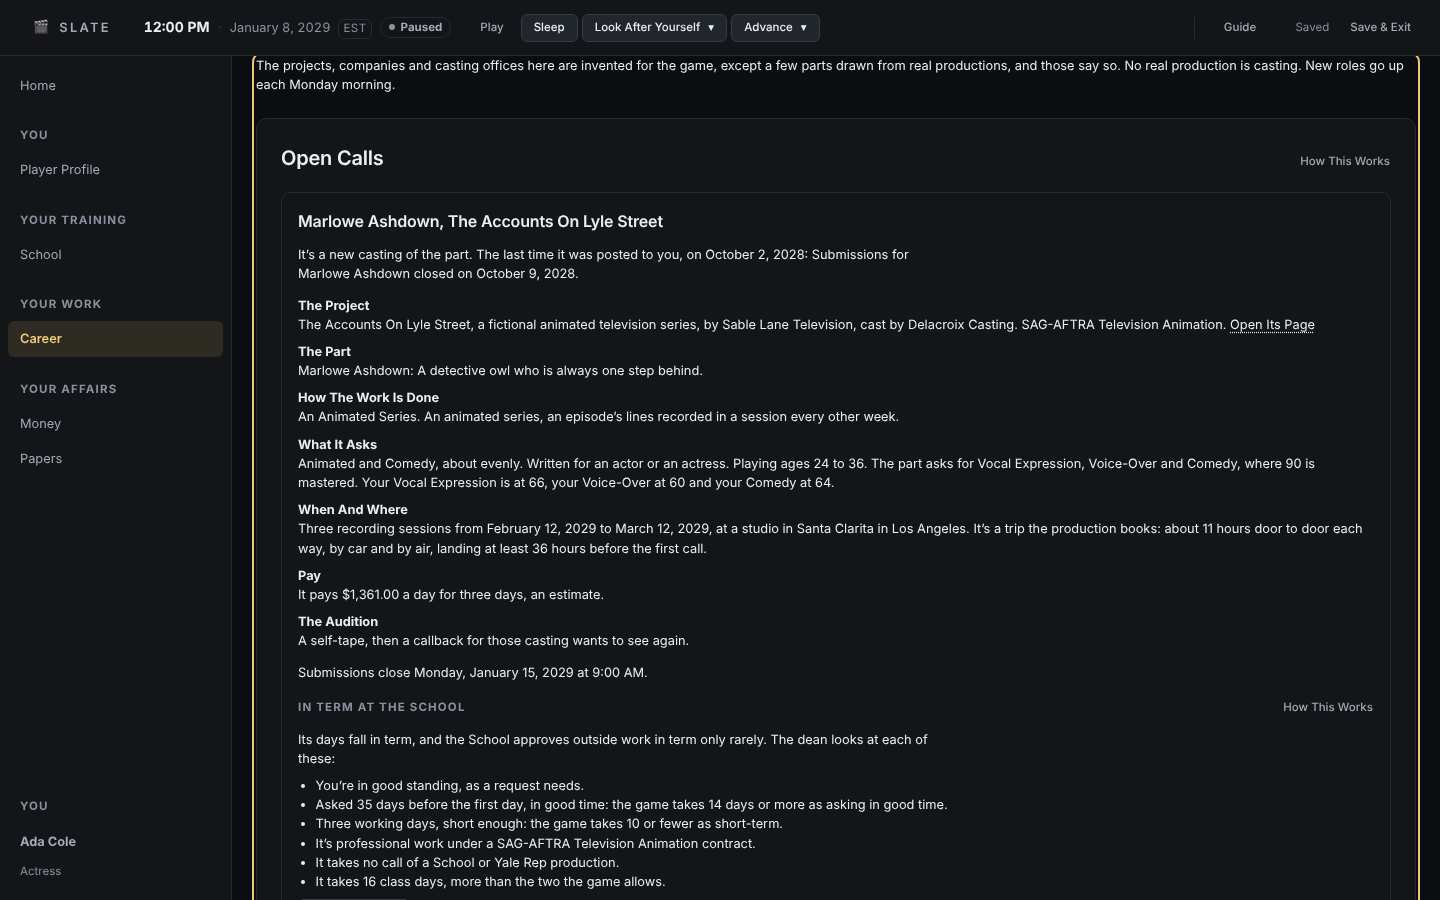 SLATE
12:00 PM · January 8, 2029 EST Paused Play Sleep Look After Yourself ▾ Advance ▾ Guide Saved Save & Exit
Home
YOU
Player Profile
YOUR TRAINING
School
YOUR WORK
Career
YOUR AFFAIRS
Money
Papers
YOU
Ada Cole
Actress
The projects, companies and casting offices here are invented for the game, except a few parts drawn from real productions, and those say so. No real production is casting. New roles go up
each Monday morning.
Open Calls
How This Works
Marlowe Ashdown, The Accounts On Lyle Street
It’s a new casting of the part. The last time it was posted to you, on October 2, 2028: Submissions for
Marlowe Ashdown closed on October 9, 2028.
The Project
The Accounts On Lyle Street, a fictional animated television series, by Sable Lane Television, cast by Delacroix Casting. SAG-AFTRA Television Animation. Open Its Page
The Part
Marlowe Ashdown: A detective owl who is always one step behind.
How The Work Is Done
An Animated Series. An animated series, an episode’s lines recorded in a session every other week.
What It Asks
Animated and Comedy, about evenly. Written for an actor or an actress. Playing ages 24 to 36. The part asks for Vocal Expression, Voice-Over and Comedy, where 90 is
mastered. Your Vocal Expression is at 66, your Voice-Over at 60 and your Comedy at 64.
When And Where
Three recording sessions from February 12, 2029 to March 12, 2029, at a studio in Santa Clarita in Los Angeles. It’s a trip the production books: about 11 hours door to door each
way, by car and by air, landing at least 36 hours before the first call.
Pay
It pays $1,361.00 a day for three days, an estimate.
The Audition
A self-tape, then a callback for those casting wants to see again.
Submissions close Monday, January 15, 2029 at 9:00 AM.
IN TERM AT THE SCHOOL
How This Works
Its days fall in term, and the School approves outside work in term only rarely. The dean looks at each of
these:
• You’re in good standing, as a request needs.
• Asked 35 days before the first day, in good time: the game takes 14 days or more as asking in good time.
• Three working days, short enough: the game takes 10 or fewer as short-term.
• It’s professional work under a SAG-AFTRA Television Animation contract.
• It takes no call of a School or Yale Rep production.
• It takes 16 class days, more than the two the game allows.